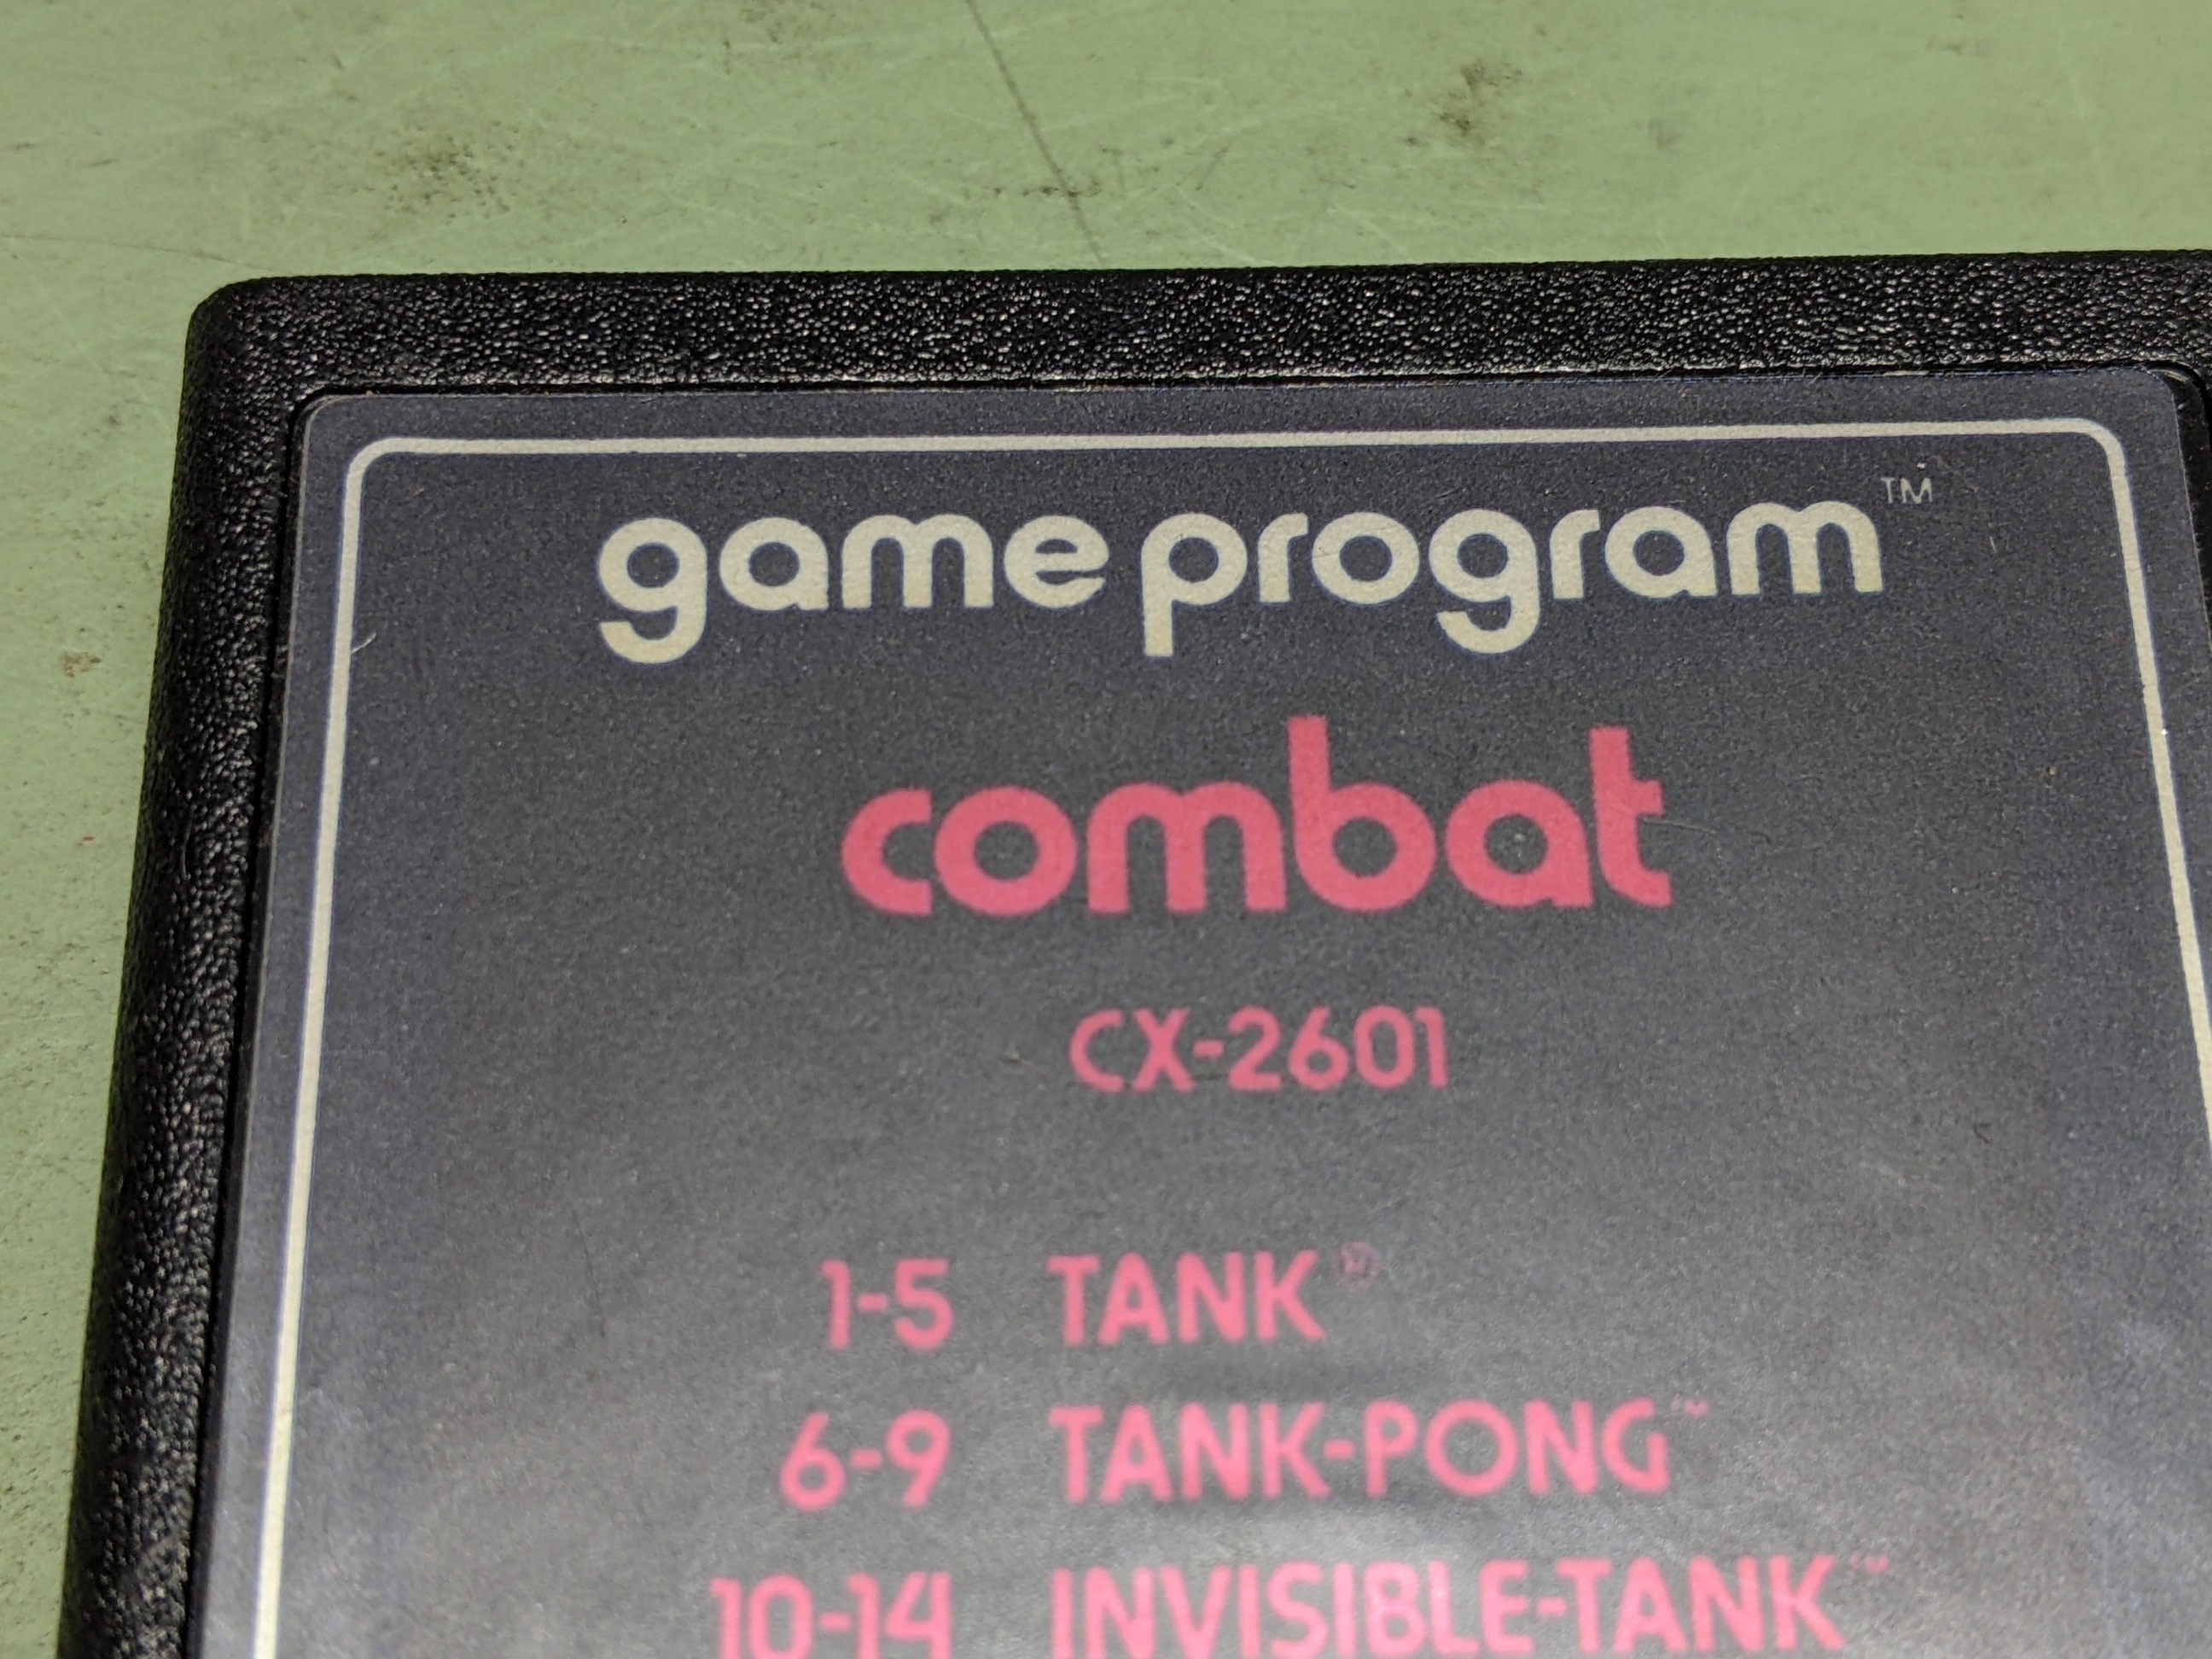 game program™
combat
CX-2601
1-5 TANK®
6-9 TANK-PONG™
10-14 INVISIBLE-TANK™